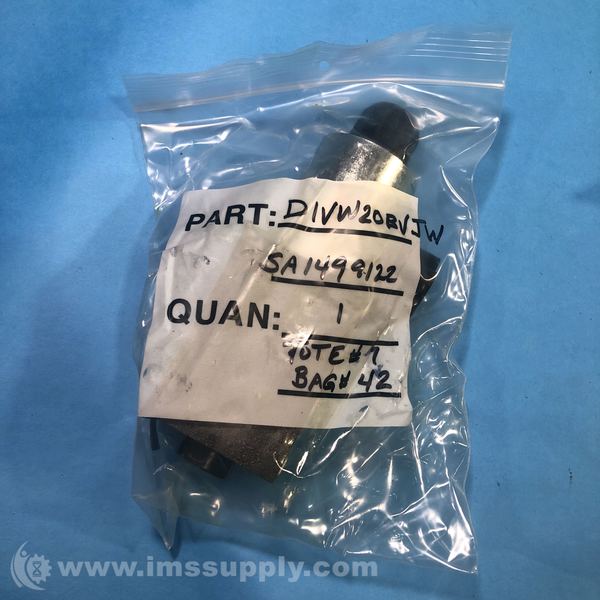 PART: D1VW20BVJW
SA1499122
QUAN: 1
TOTE#7
BAG# 42
www.imssupply.com